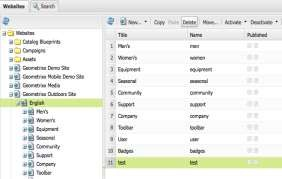 Websites
Search
New...
Copy
Paste
Delete
Move...
Activate
Deactivate
Websites
Catalog Blueprints
Campaigns
Assets
Geometrixx Demo Site
Geometrixx Mobile Demo Site
Geometrixx Media
Geometrixx Outdoors Site
English
Men's
Women's
Equipment
Seasonal
Community
Support
Company
Toolbar
Title Name Published
1 Men's men
2 Women's women
3 Equipment equipment
4 Seasonal seasonal
5 Community community
6 Support support
7 Company company
8 Toolbar toolbar
9 User user
10 Badges badges
11 test test